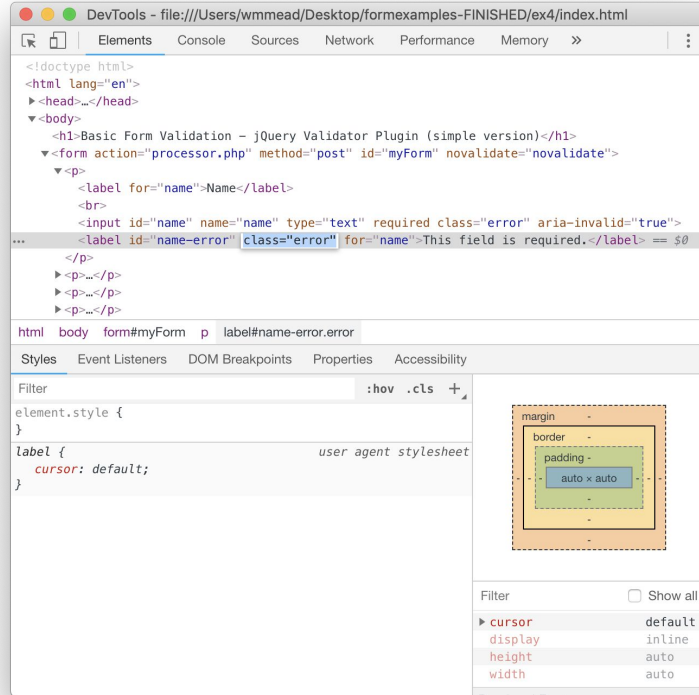 DevTools - file:///Users/wmmead/Desktop/formexamples-FINISHED/ex4/index.html
Elements Console Sources Network Performance Memory »
<!doctype html>
<html lang="en">
<head>…</head>
<body>
<h1>Basic Form Validation – jQuery Validator Plugin (simple version)</h1>
<form action="processor.php" method="post" id="myForm" novalidate="novalidate">
<p>
<label for="name">Name</label>
<br>
<input id="name" name="name" type="text" required class="error" aria-invalid="true">
… <label id="name-error" class="error" for="name">This field is required.</label> == $0
</p>
<p>…</p>
<p>…</p>
<p>…</p>
html body form#myForm p label#name-error.error
Styles Event Listeners DOM Breakpoints Properties Accessibility
Filter :hov .cls +
element.style {
}
label { user agent stylesheet
cursor: default;
}
margin -
border -
padding -
- - - auto × auto - - -
-
-
-
Filter Show all
cursor default
display inline
height auto
width auto